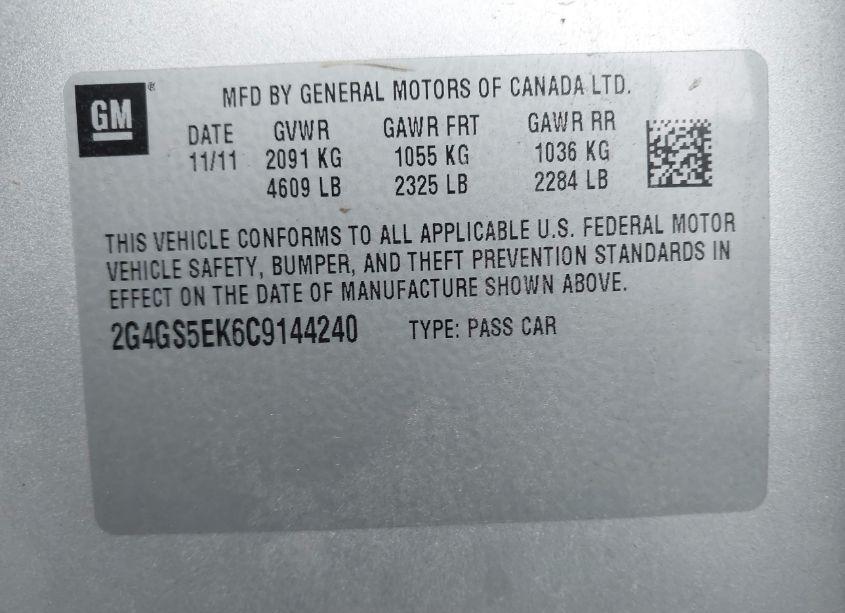 GM ®
MFD BY GENERAL MOTORS OF CANADA LTD.
DATE GVWR GAWR FRT GAWR RR
11/11 2091 KG 1055 KG 1036 KG
4609 LB 2325 LB 2284 LB
THIS VEHICLE CONFORMS TO ALL APPLICABLE U.S. FEDERAL MOTOR
VEHICLE SAFETY, BUMPER, AND THEFT PREVENTION STANDARDS IN
EFFECT ON THE DATE OF MANUFACTURE SHOWN ABOVE.
2G4GS5EK6C9144240 TYPE: PASS CAR